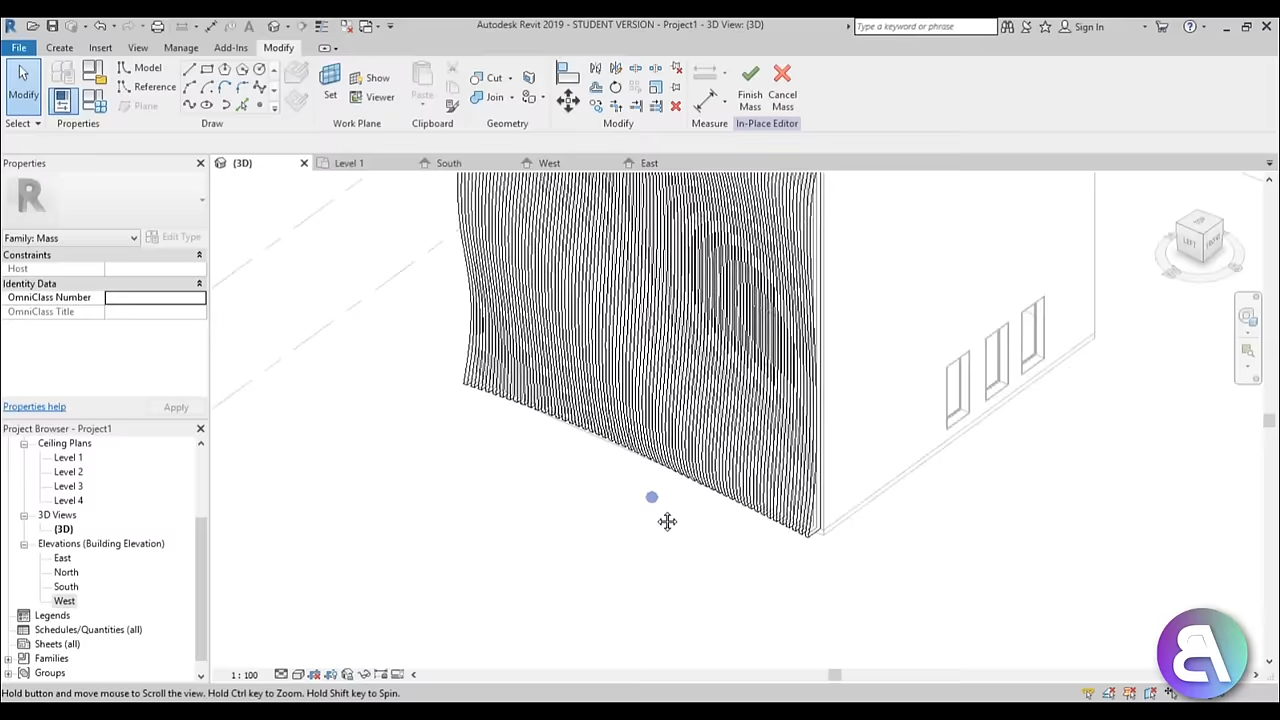 Autodesk Revit 2019 - STUDENT VERSION - Project1 - 3D View: {3D}
Type a keyword or phrase
Sign In
File Create Insert View Manage Add-Ins Modify
Modify
Model
Reference
Plane
Set
Show
Viewer
Paste
Cut
Join
Finish Mass
Cancel Mass
Select Properties Draw Work Plane Clipboard Geometry Modify Measure In-Place Editor
Properties
{3D} Level 1 South West East
Family: Mass Edit Type
Constraints
Host
Identity Data
OmniClass Number
OmniClass Title
Properties help Apply
Project Browser - Project1
Ceiling Plans
Level 1
Level 2
Level 3
Level 4
3D Views
{3D}
Elevations (Building Elevation)
East
North
South
West
Legends
Schedules/Quantities (all)
Sheets (all)
Families
Groups
TOP
LEFT
FRONT
1 : 100
Hold button and move mouse to Scroll the view. Hold Ctrl key to Zoom. Hold Shift key to Spin.